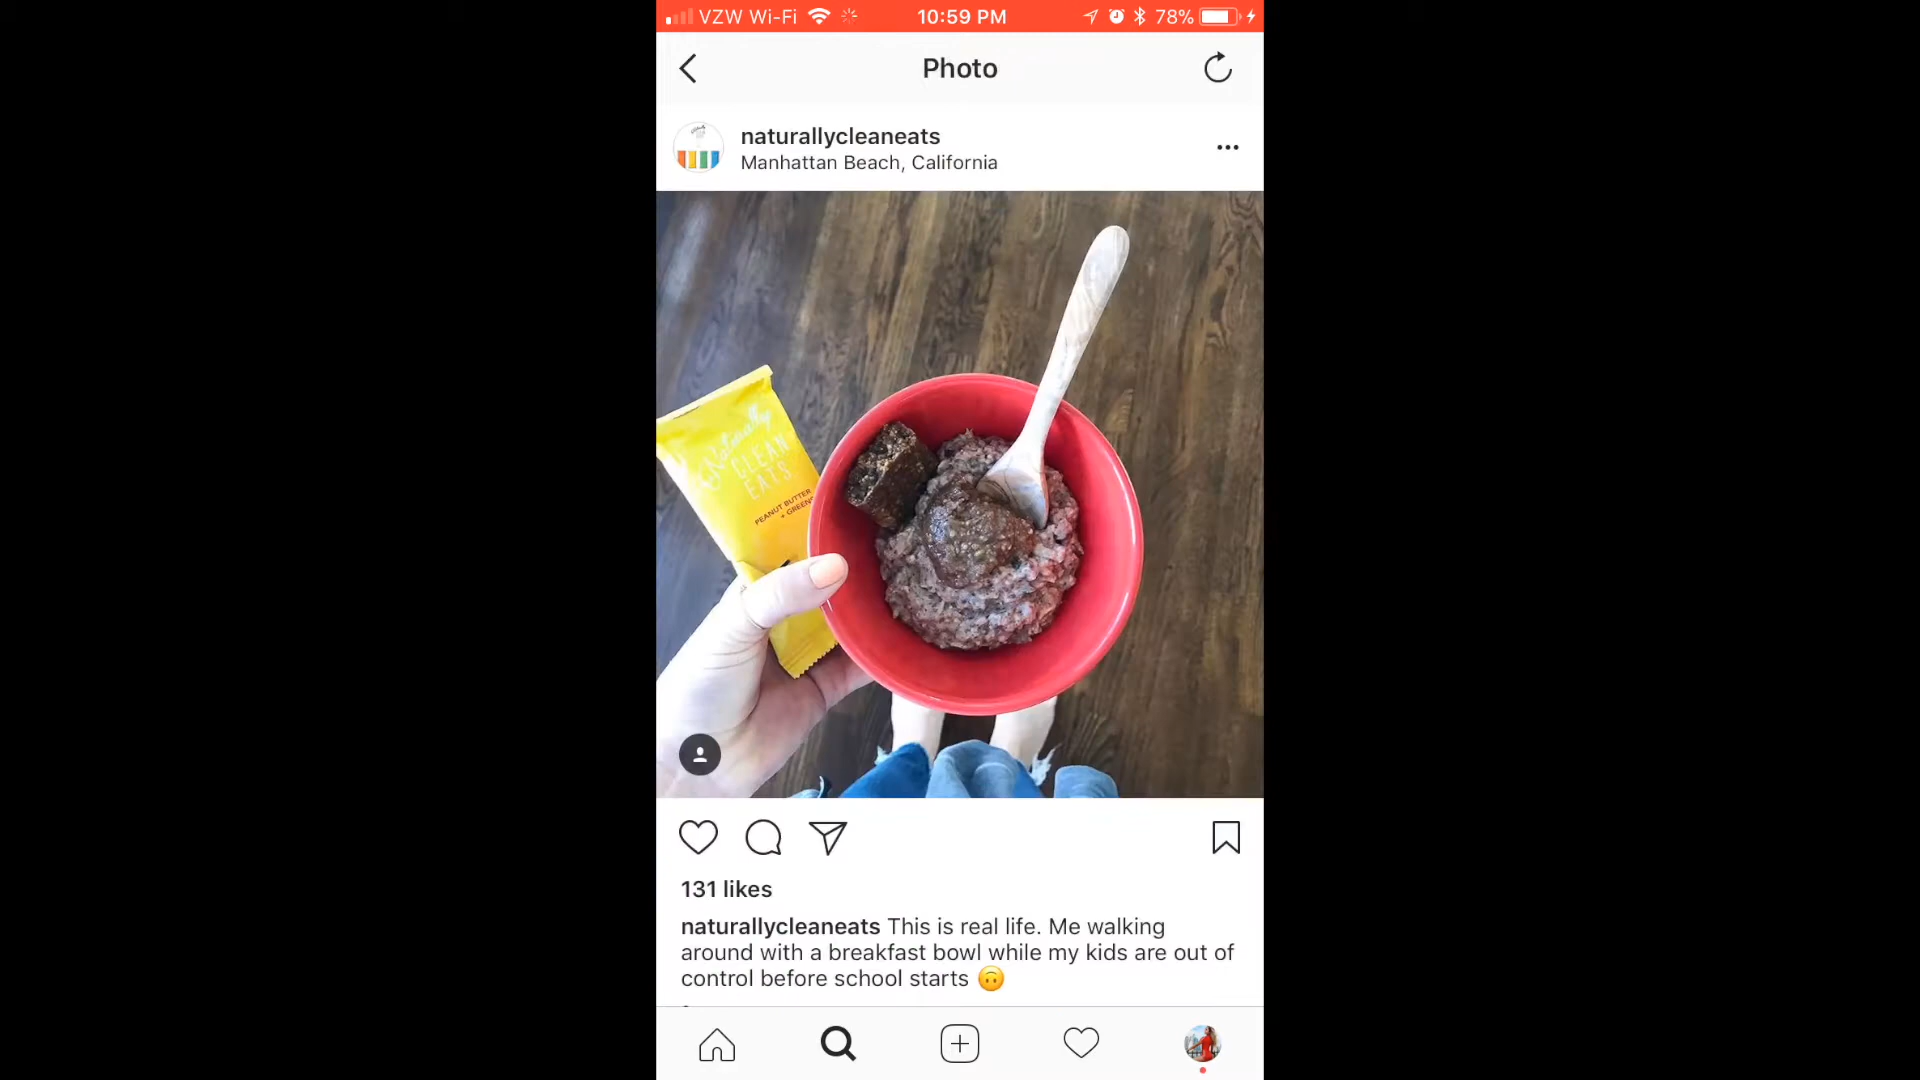 VZW Wi-Fi 10:59 PM 78%
Photo
naturallycleaneats
Manhattan Beach, California
Naturally
CLEAN
EATS
PEANUT BUTTER
+ GREENS
131 likes
naturallycleaneats This is real life. Me walking
around with a breakfast bowl while my kids are out of
control before school starts 🙃